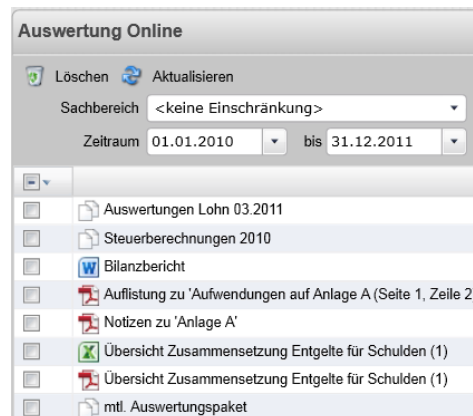 Auswertung Online
Löschen Aktualisieren
Sachbereich <keine Einschränkung>
Zeitraum 01.01.2010 bis 31.12.2011
Auswertungen Lohn 03.2011
Steuerberechnungen 2010
Bilanzbericht
Auflistung zu 'Aufwendungen auf Anlage A (Seite 1, Zeile 2
Notizen zu 'Anlage A'
Übersicht Zusammensetzung Entgelte für Schulden (1)
Übersicht Zusammensetzung Entgelte für Schulden (1)
mtl. Auswertungspaket